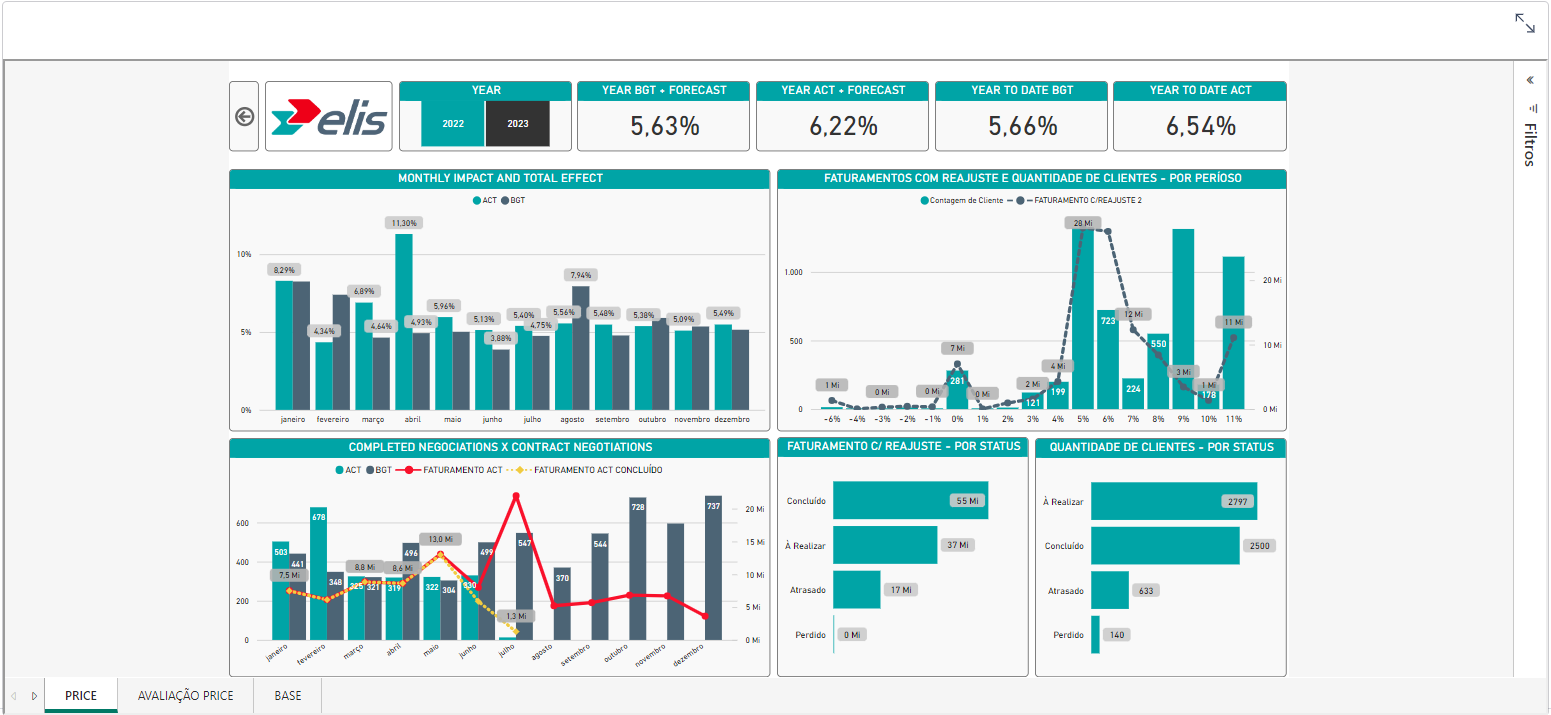 YEAR
2022
2023
YEAR BGT + FORECAST
5,63%
YEAR ACT + FORECAST
6,22%
YEAR TO DATE BGT
5,66%
YEAR TO DATE ACT
6,54%
elis
Filtros
MONTHLY IMPACT AND TOTAL EFFECT
ACT BGT
11,30%
8,29%
7,94%
6,89%
5,96%
4,34%
4,64%
4,93%
5,13%
5,40%
5,56%
5,48%
5,38%
5,09%
5,49%
3,88%
4,75%
10%
5%
0%
janeiro fevereiro março abril maio junho julho agosto setembro outubro novembro dezembro
FATURAMENTOS COM REAJUSTE E QUANTIDADE DE CLIENTES - POR PERÍOSO
Contagem de Cliente FATURAMENTO C/REAJUSTE 2
28 Mi
1.000
500
0
20 Mi
10 Mi
0 Mi
1 Mi
0 Mi
0 Mi
7 Mi
0 Mi
2 Mi
4 Mi
12 Mi
3 Mi
1 Mi
11 Mi
281
121
199
723
224
550
178
-6% -4% -3% -2% -1% 0% 1% 2% 3% 4% 5% 6% 7% 8% 9% 10% 11%
COMPLETED NEGOCIATIONS X CONTRACT NEGOTIATIONS
ACT BGT FATURAMENTO ACT FATURAMENTO ACT CONCLUÍDO
600
400
200
0
20 Mi
15 Mi
10 Mi
5 Mi
0 Mi
503
441
678
348
325
321
319
496
322
304
330
499
547
370
544
728
737
7,5 Mi
8,8 Mi
8,6 Mi
13,0 Mi
1,3 Mi
janeiro fevereiro março abril maio junho julho agosto setembro outubro novembro dezembro
FATURAMENTO C/ REAJUSTE - POR STATUS
Concluído 55 Mi
À Realizar 37 Mi
Atrasado 17 Mi
Perdido 0 Mi
QUANTIDADE DE CLIENTES - POR STATUS
À Realizar 2797
Concluído 2500
Atrasado 633
Perdido 140
PRICE
AVALIAÇÃO PRICE
BASE